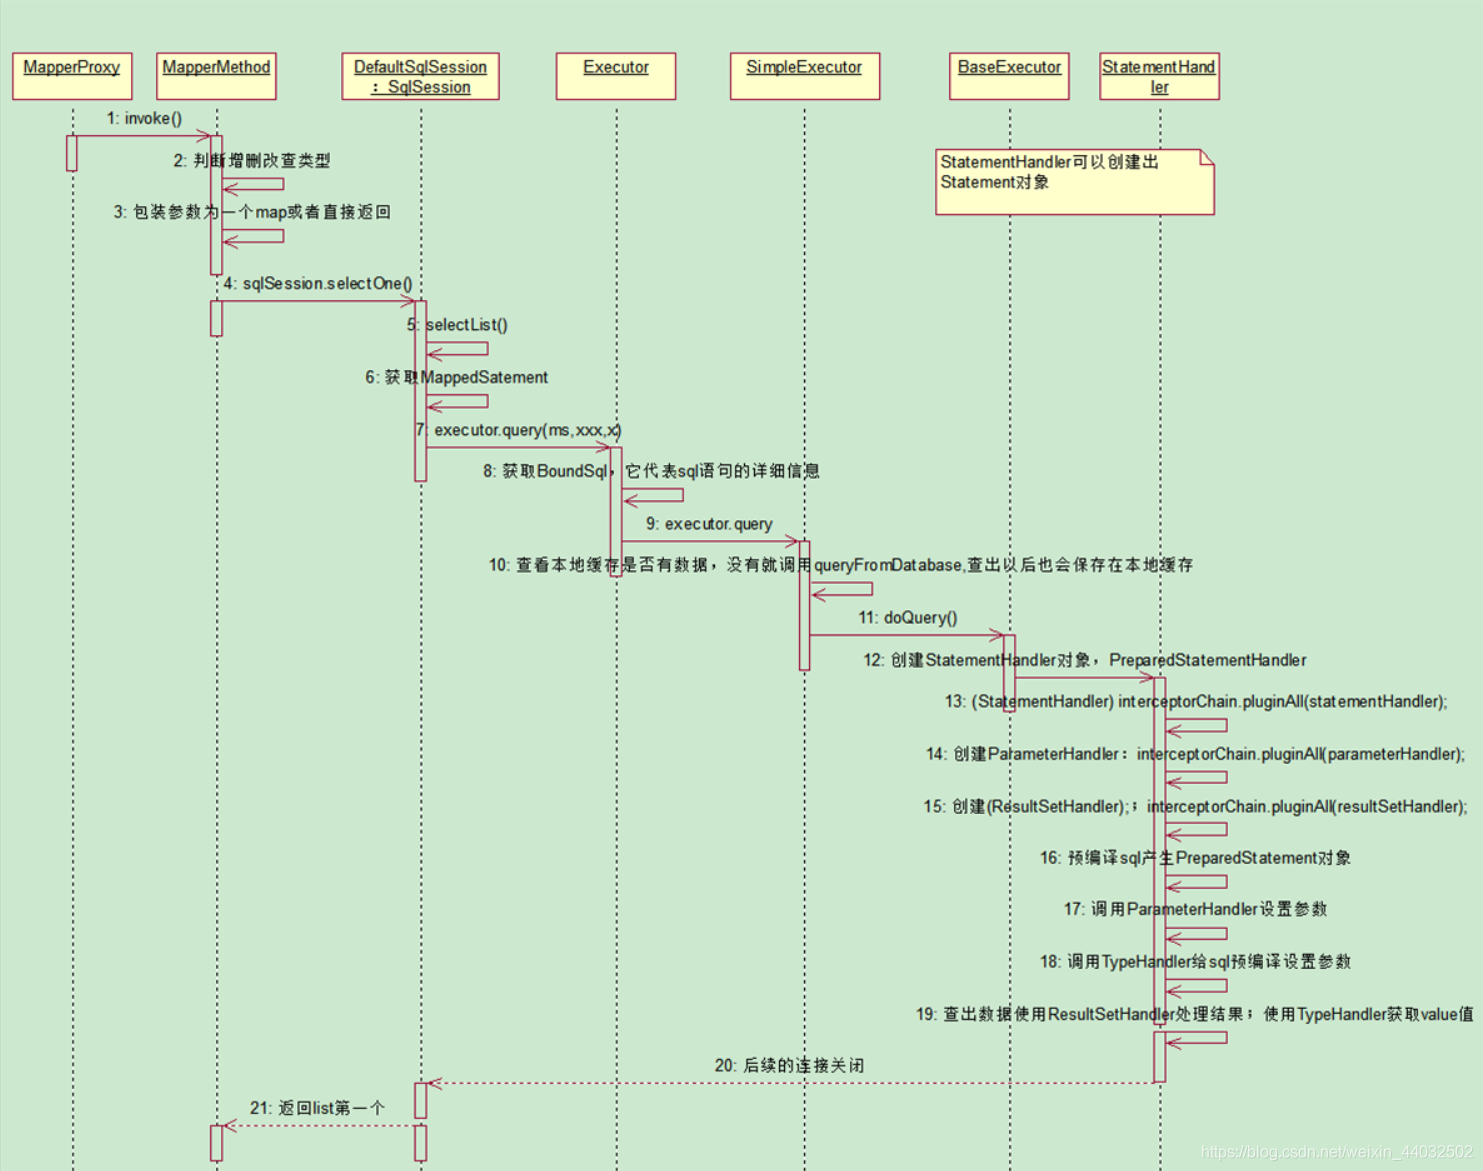 MapperProxy
MapperMethod
DefaultSqlSession
: SqlSession
Executor
SimpleExecutor
BaseExecutor
StatementHand
ler
1: invoke()
2: 判断增删改查类型
StatementHandler可以创建出
Statement对象
3: 包装参数为一个map或者直接返回
4: sqlSession.selectOne()
5: selectList()
6: 获取MappedSatement
7: executor.query(ms,xxx,x)
8: 获取BoundSql，它代表sql语句的详细信息
9: executor.query
10: 查看本地缓存是否有数据，没有就调用queryFromDatabase,查出以后也会保存在本地缓存
11: doQuery()
12: 创建StatementHandler对象，PreparedStatementHandler
13: (StatementHandler) interceptorChain.pluginAll(statementHandler);
14: 创建ParameterHandler：interceptorChain.pluginAll(parameterHandler);
15: 创建(ResultSetHandler);；interceptorChain.pluginAll(resultSetHandler);
16: 预编译sql产生PreparedStatement对象
17: 调用ParameterHandler设置参数
18: 调用TypeHandler给sql预编译设置参数
19: 查出数据使用ResultSetHandler处理结果；使用TypeHandler获取value值
20: 后续的连接关闭
21: 返回list第一个
https://blog.csdn.net/weixin_44032502